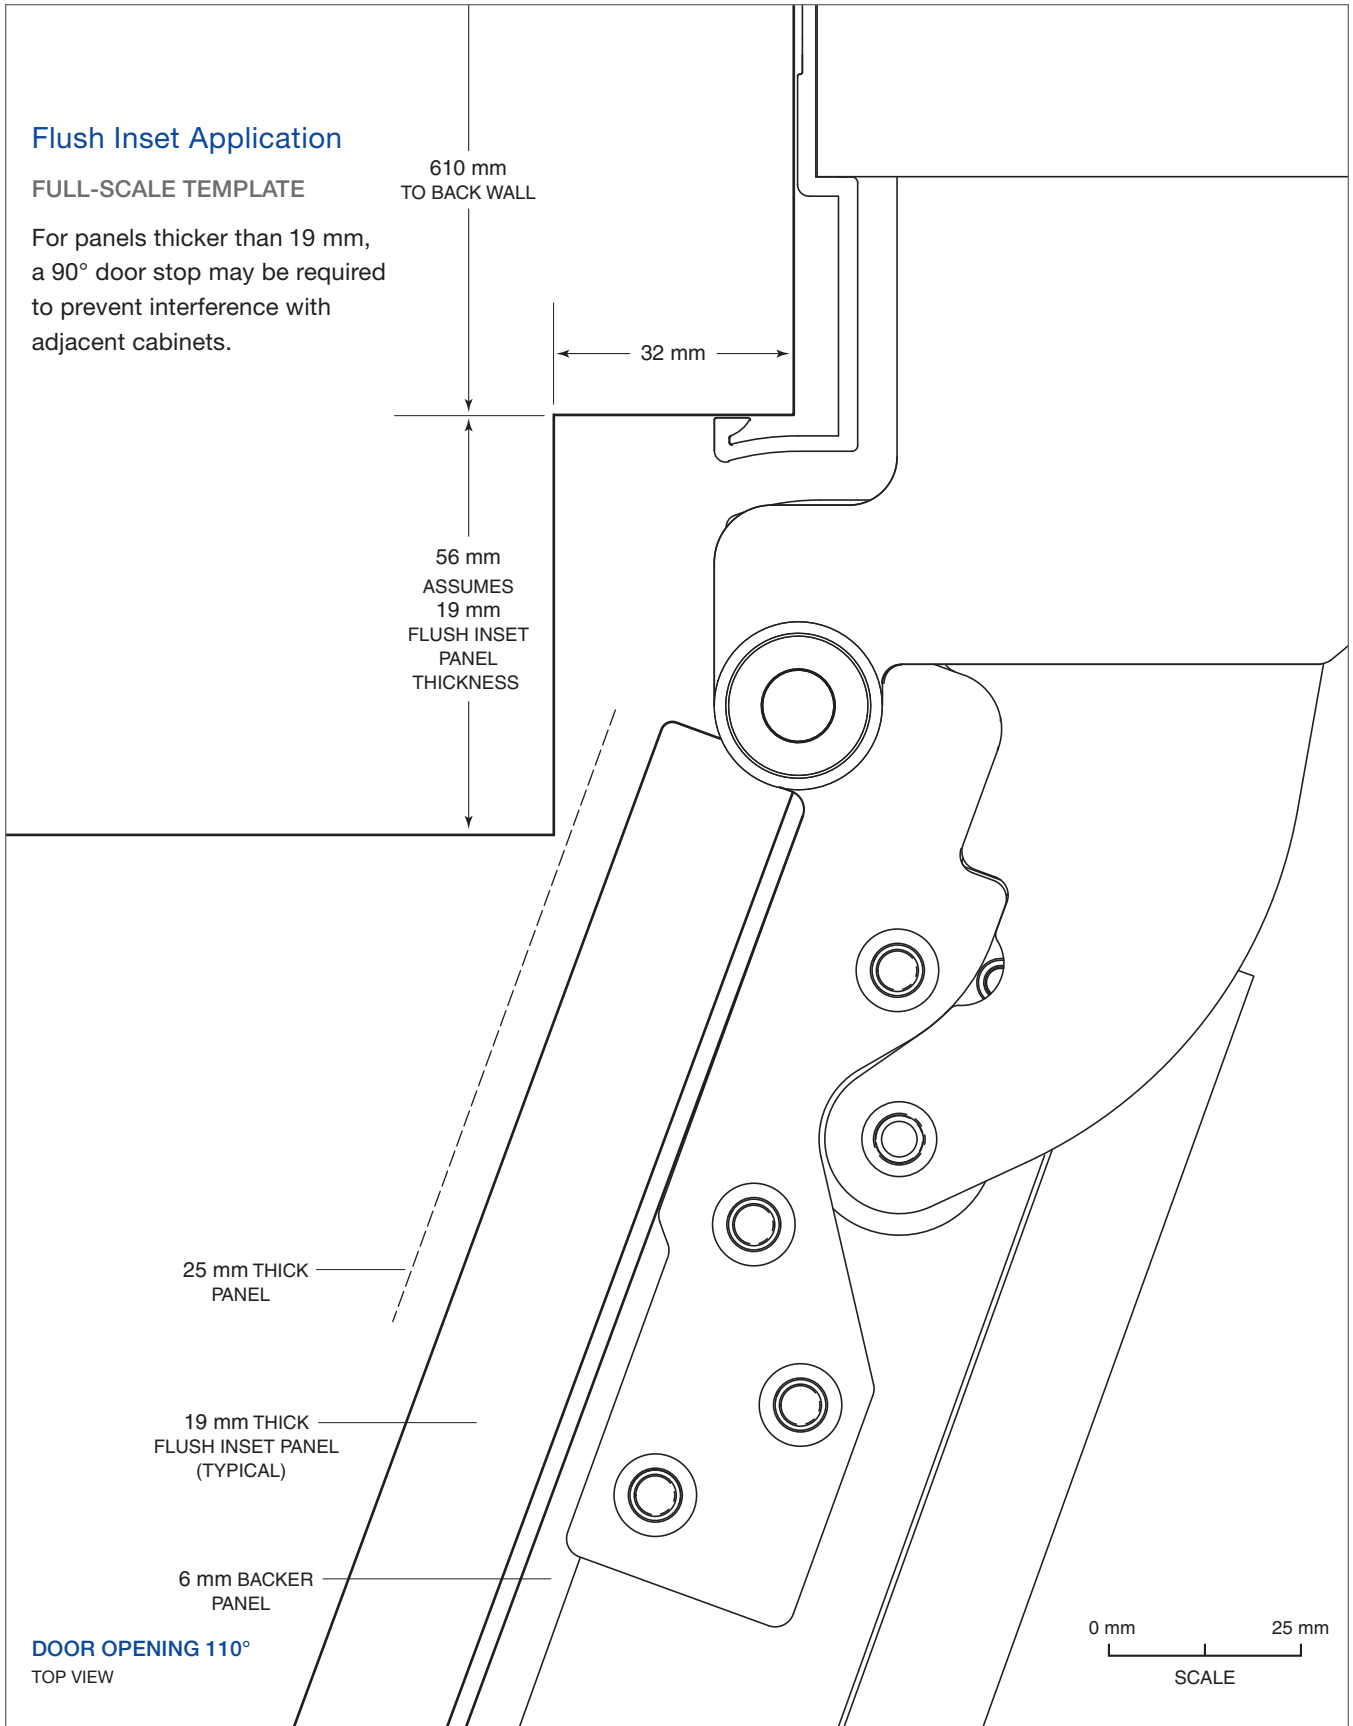 Flush Inset Application
FULL-SCALE TEMPLATE
For panels thicker than 19 mm,
a 90° door stop may be required
to prevent interference with
adjacent cabinets.
610 mm
TO BACK WALL
32 mm
56 mm
ASSUMES
19 mm
FLUSH INSET
PANEL
THICKNESS
25 mm THICK
PANEL
19 mm THICK
FLUSH INSET PANEL
(TYPICAL)
6 mm BACKER
PANEL
DOOR OPENING 110°
TOP VIEW
0 mm 25 mm
SCALE